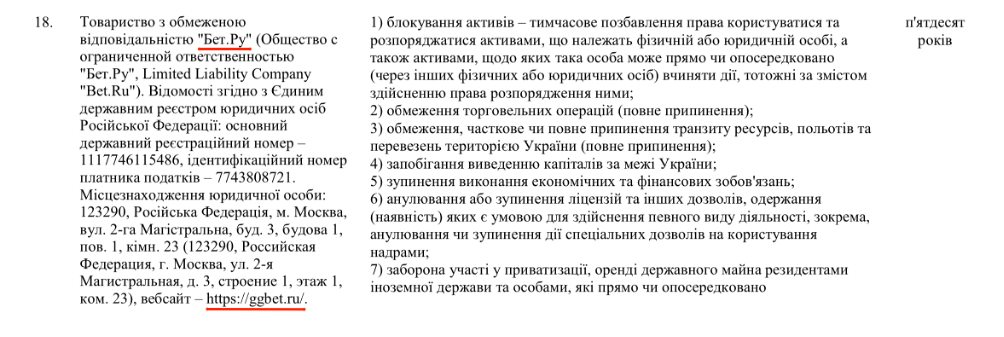 18.
Товариство з обмеженою
відповідальністю "Бет.Ру" (Общество с
ограниченной ответственностью
"Бет.Ру", Limited Liability Company
"Bet.Ru"). Відомості згідно з Єдиним
державним реєстром юридичних осіб
Російської Федерації: основний
державний реєстраційний номер –
1117746115486, ідентифікаційний номер
платника податків – 7743808721.
Місцезнаходження юридичної особи:
123290, Російська Федерація, м. Москва,
вул. 2-га Магістральна, буд. 3, будова 1,
пов. 1, кімн. 23 (123290, Российская
Федерация, г. Москва, ул. 2-я
Магистральная, д. 3, строение 1, этаж 1,
ком. 23), вебсайт – https://ggbet.ru/.
1) блокування активів – тимчасове позбавлення права користуватися та
розпоряджатися активами, що належать фізичній або юридичній особі, а
також активами, щодо яких така особа може прямо чи опосередковано
(через інших фізичних або юридичних осіб) вчиняти дії, тотожні за змістом
здійсненню права розпорядження ними;
2) обмеження торговельних операцій (повне припинення);
3) обмеження, часткове чи повне припинення транзиту ресурсів, польотів та
перевезень територією України (повне припинення);
4) запобігання виведенню капіталів за межі України;
5) зупинення виконання економічних та фінансових зобов'язань;
6) анулювання або зупинення ліцензій та інших дозволів, одержання
(наявність) яких є умовою для здійснення певного виду діяльності, зокрема,
анулювання чи зупинення дії спеціальних дозволів на користування
надрами;
7) заборона участі у приватизації, оренді державного майна резидентами
іноземної держави та особами, які прямо чи опосередковано
п'ятдесят
років